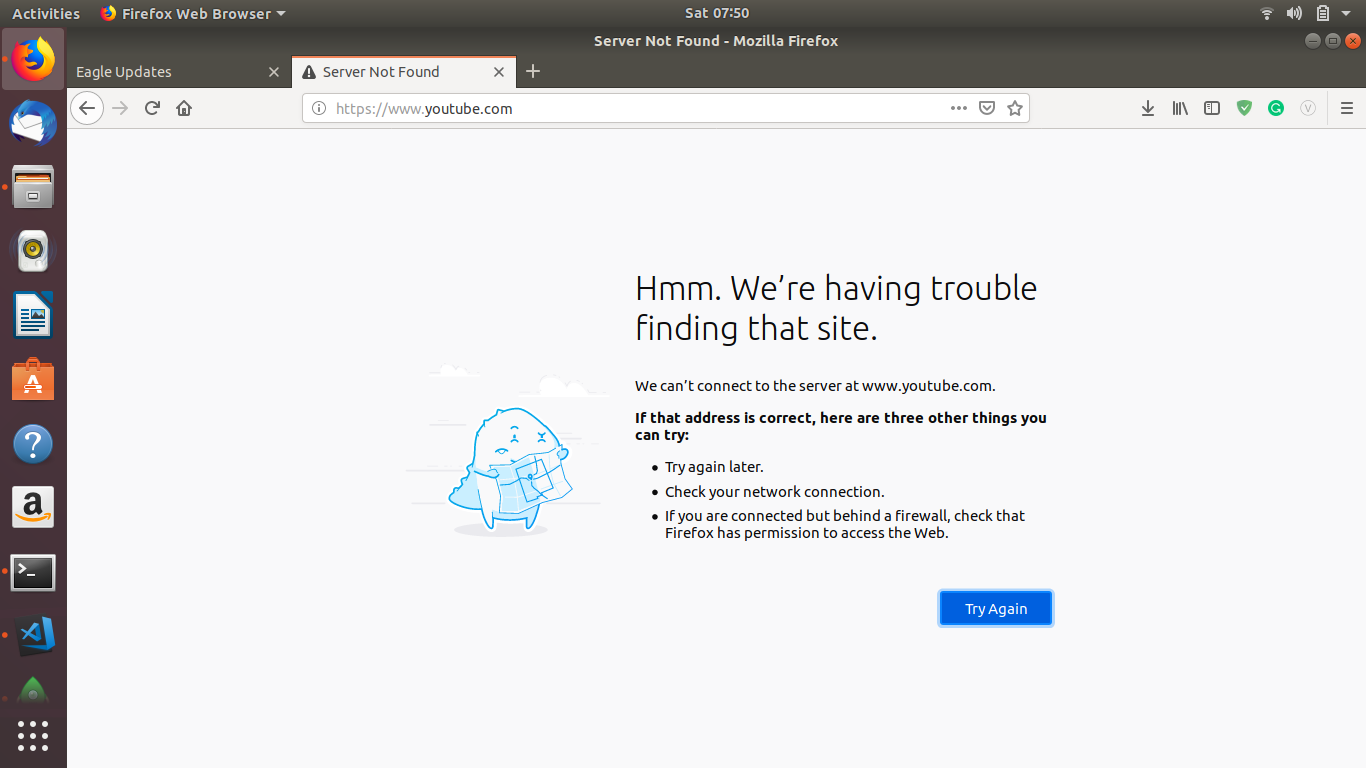 Activities
Firefox Web Browser
Sat 07:50
Server Not Found - Mozilla Firefox
Eagle Updates
Server Not Found
https://www.youtube.com
Hmm. We’re having trouble
finding that site.
We can’t connect to the server at www.youtube.com.
If that address is correct, here are three other things you
can try:
Try again later.
Check your network connection.
If you are connected but behind a firewall, check that
Firefox has permission to access the Web.
Try Again